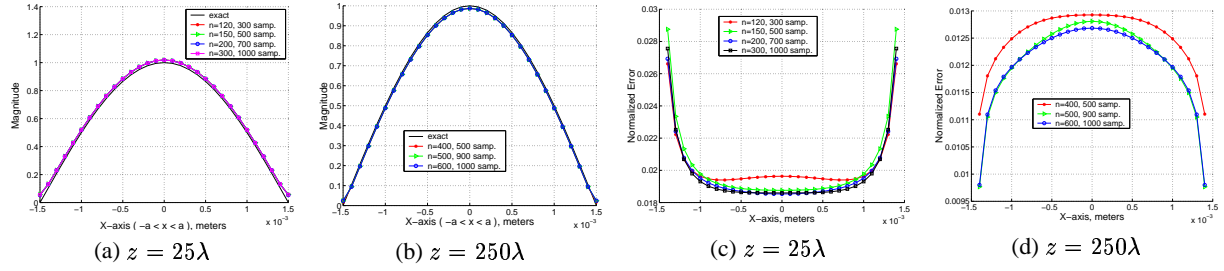 1.4
1.2
1
0.8
0.6
0.4
0.2
0
Magnitude
exact
n=120, 300 samp.
n=150, 500 samp.
n=200, 700 samp.
n=300, 1000 samp.
−1.5 −1 −0.5 0 0.5 1 1.5
x 10⁻³
X−axis ( −a < x < a ), meters
(a) z = 25λ
1
0.9
0.8
0.7
0.6
0.5
0.4
0.3
0.2
0.1
0
Magnitude
exact
n=400, 500 samp.
n=500, 900 samp.
n=600, 1000 samp.
−1.5 −1 −0.5 0 0.5 1 1.5
x 10⁻³
X−axis ( −a < x < a ), meters
(b) z = 250λ
0.03
0.028
0.026
0.024
0.022
0.02
0.018
Normalized Error
n=120, 300 samp.
n=150, 500 samp.
n=200, 700 samp.
n=300, 1000 samp.
−1.5 −1 −0.5 0 0.5 1 1.5
x 10⁻³
X−axis, meters
(c) z = 25λ
0.013
0.0125
0.012
0.0115
0.011
0.0105
0.01
0.0095
Normalized Error
n=400, 500 samp.
n=500, 900 samp.
n=600, 1000 samp.
−1.5 −1 −0.5 0 0.5 1 1.5
x 10⁻³
X−axis, meters
(d) z = 250λ